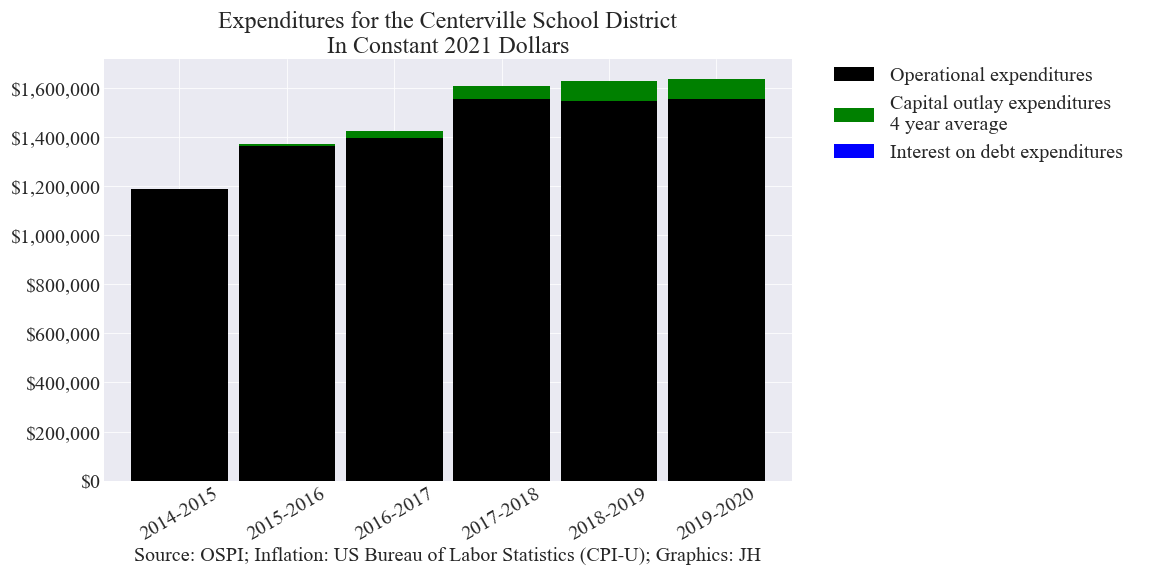 Expenditures for the Centerville School District
In Constant 2021 Dollars
$1,600,000
$1,400,000
$1,200,000
$1,000,000
$800,000
$600,000
$400,000
$200,000
$0
2014-2015
2015-2016
2016-2017
2017-2018
2018-2019
2019-2020
Source: OSPI; Inflation: US Bureau of Labor Statistics (CPI-U); Graphics: JH
Operational expenditures
Capital outlay expenditures
4 year average
Interest on debt expenditures